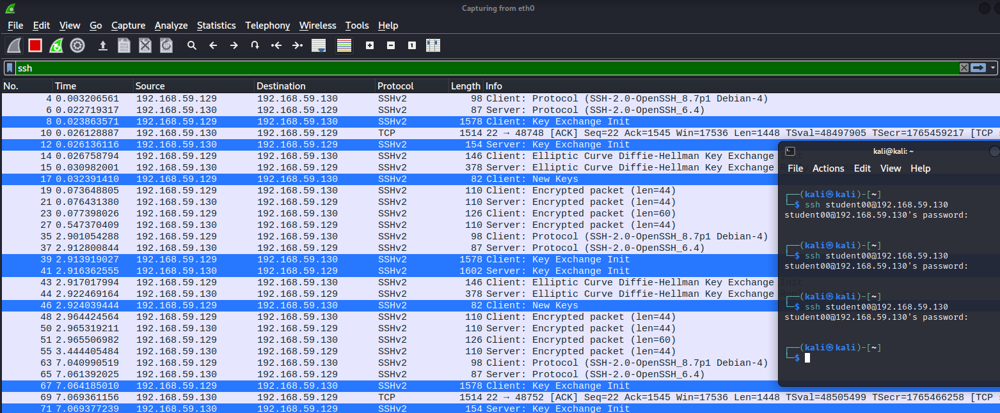 Capturing from eth0
File Edit View Go Capture Analyze Statistics Telephony Wireless Tools Help
ssh
No. Time Source Destination Protocol Length Info
4 0.003206561 192.168.59.129 192.168.59.130 SSHv2 98 Client: Protocol (SSH-2.0-OpenSSH_8.7p1 Debian-4)
6 0.022719317 192.168.59.130 192.168.59.129 SSHv2 87 Server: Protocol (SSH-2.0-OpenSSH_6.4)
8 0.023863571 192.168.59.129 192.168.59.130 SSHv2 1578 Client: Key Exchange Init
10 0.026128887 192.168.59.130 192.168.59.129 TCP 1514 22 → 48748 [ACK] Seq=22 Ack=1545 Win=17536 Len=1448 TSval=48497905 TSecr=1765459217 [TCP
12 0.026136116 192.168.59.130 192.168.59.129 SSHv2 154 Server: Key Exchange Init
14 0.026758794 192.168.59.129 192.168.59.130 SSHv2 146 Client: Elliptic Curve Diffie-Hellman Key Exchange Init
15 0.030982001 192.168.59.130 192.168.59.129 SSHv2 378 Server: Elliptic Curve Diffie-Hellman Key Exchange
17 0.032391410 192.168.59.129 192.168.59.130 SSHv2 82 Client: New Keys
19 0.073648805 192.168.59.129 192.168.59.130 SSHv2 110 Client: Encrypted packet (len=44)
21 0.076431380 192.168.59.130 192.168.59.129 SSHv2 110 Server: Encrypted packet (len=44)
23 0.077398026 192.168.59.129 192.168.59.130 SSHv2 126 Client: Encrypted packet (len=60)
27 0.547370409 192.168.59.130 192.168.59.129 SSHv2 110 Server: Encrypted packet (len=44)
35 2.901054288 192.168.59.129 192.168.59.130 SSHv2 98 Client: Protocol (SSH-2.0-OpenSSH_8.7p1 Debian-4)
37 2.912800844 192.168.59.130 192.168.59.129 SSHv2 87 Server: Protocol (SSH-2.0-OpenSSH_6.4)
39 2.913919027 192.168.59.129 192.168.59.130 SSHv2 1578 Client: Key Exchange Init
41 2.916362555 192.168.59.130 192.168.59.129 SSHv2 1602 Server: Key Exchange Init
43 2.917017994 192.168.59.129 192.168.59.130 SSHv2 146 Client: Elliptic Curve Diffie-Hellman Key Exchange Init
44 2.922469164 192.168.59.130 192.168.59.129 SSHv2 378 Server: Elliptic Curve Diffie-Hellman Key Exchange
46 2.924039444 192.168.59.129 192.168.59.130 SSHv2 82 Client: New Keys
48 2.964424564 192.168.59.129 192.168.59.130 SSHv2 110 Client: Encrypted packet (len=44)
50 2.965319211 192.168.59.130 192.168.59.129 SSHv2 110 Server: Encrypted packet (len=44)
51 2.965506982 192.168.59.129 192.168.59.130 SSHv2 126 Client: Encrypted packet (len=60)
55 3.444405484 192.168.59.130 192.168.59.129 SSHv2 110 Server: Encrypted packet (len=44)
63 7.040990519 192.168.59.129 192.168.59.130 SSHv2 98 Client: Protocol (SSH-2.0-OpenSSH_8.7p1 Debian-4)
65 7.061392025 192.168.59.130 192.168.59.129 SSHv2 87 Server: Protocol (SSH-2.0-OpenSSH_6.4)
67 7.064185010 192.168.59.129 192.168.59.130 SSHv2 1578 Client: Key Exchange Init
69 7.069361156 192.168.59.130 192.168.59.129 TCP 1514 22 → 48752 [ACK] Seq=22 Ack=1545 Win=17536 Len=1448 TSval=48505499 TSecr=1765466258 [TCP
71 7.069377239 192.168.59.130 192.168.59.129 SSHv2 154 Server: Key Exchange Init
kali@kali: ~
File Actions Edit View Help
┌──(kali㉿kali)-[~]
└─$ ssh student00@192.168.59.130
student00@192.168.59.130's password:
┌──(kali㉿kali)-[~]
└─$ ssh student00@192.168.59.130
student00@192.168.59.130's password:
┌──(kali㉿kali)-[~]
└─$ ssh student00@192.168.59.130
student00@192.168.59.130's password:
┌──(kali㉿kali)-[~]
└─$